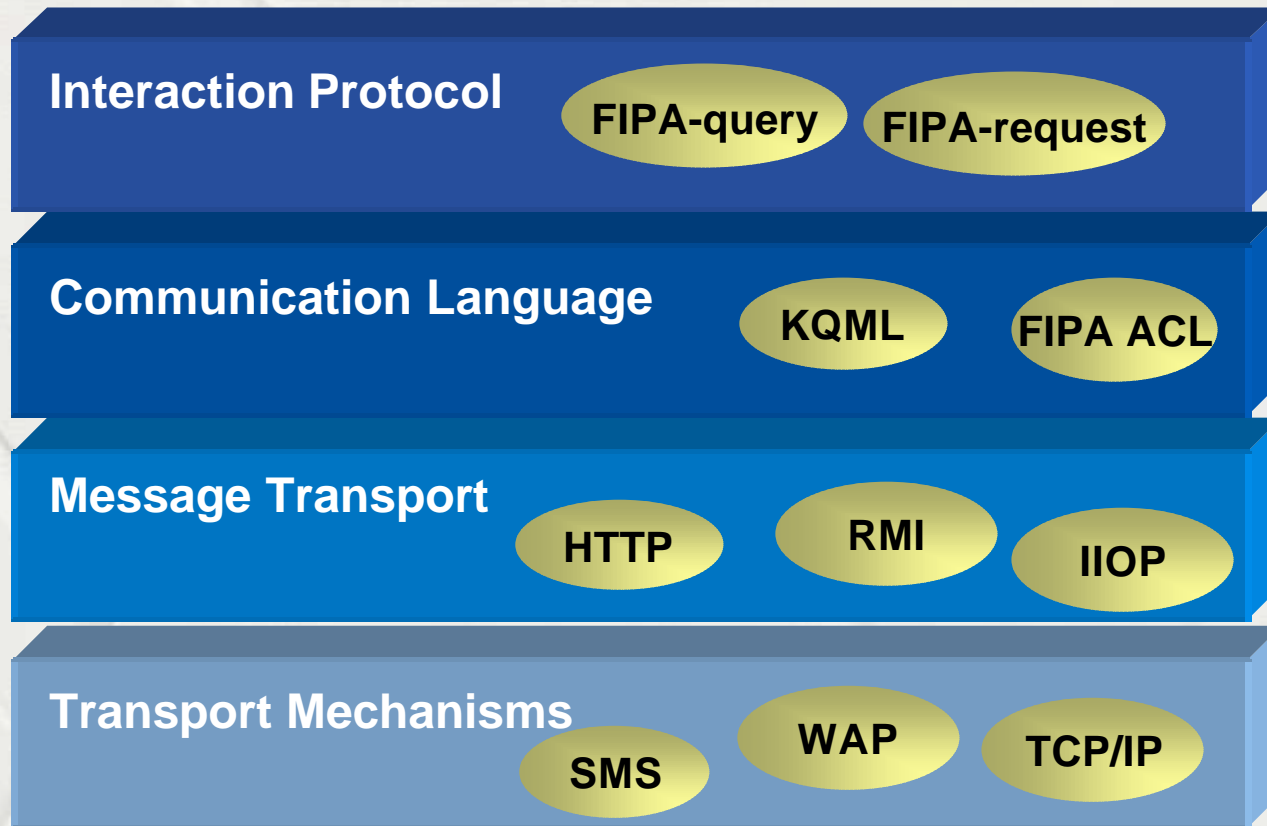 Interaction Protocol
FIPA-query
FIPA-request
Communication Language
KQML
FIPA ACL
Message Transport
HTTP
RMI
IIOP
Transport Mechanisms
SMS
WAP
TCP/IP